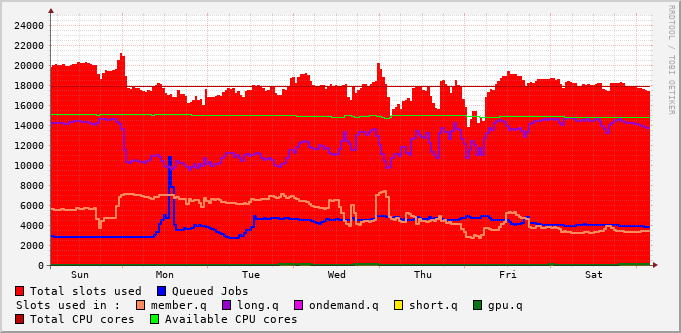 24000
22000
20000
18000
16000
14000
12000
10000
8000
6000
4000
2000
0
Sun Mon Tue Wed Thu Fri Sat
RRDTOOL / TOBI OETIKER
Total slots used Queued Jobs
Slots used in : member.q long.q ondemand.q short.q gpu.q
Total CPU cores Available CPU cores